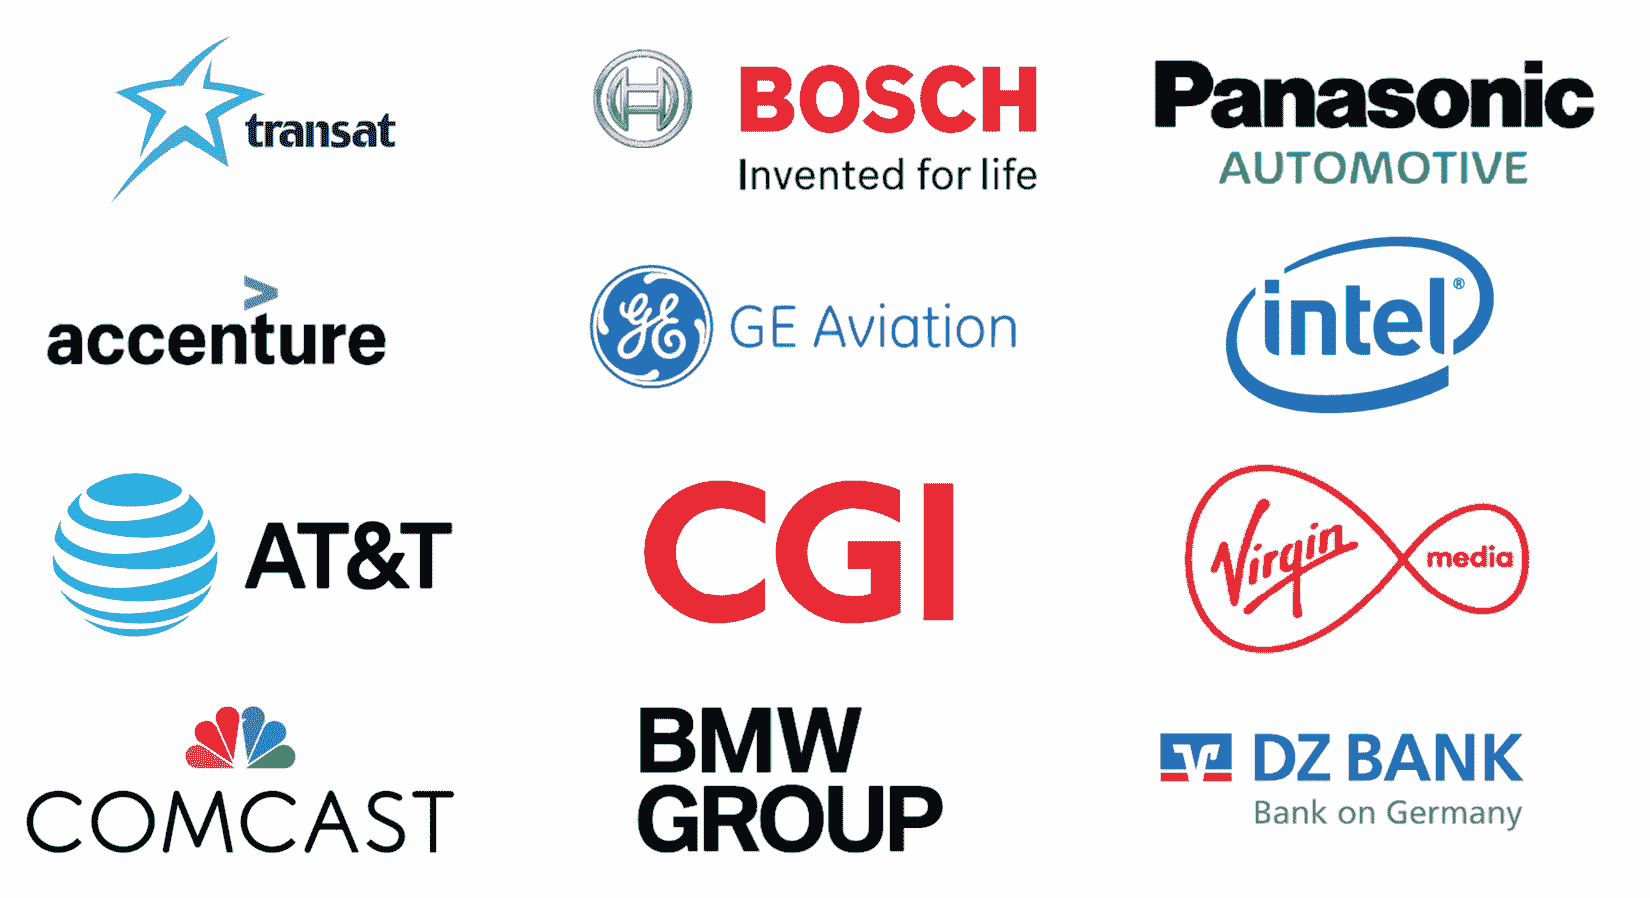 transat
BOSCH
Invented for life
Panasonic
AUTOMOTIVE
accenture
GE GE Aviation
intel®
AT&T
CGI
Virgin media
COMCAST
BMW
GROUP
DZ BANK
Bank on Germany